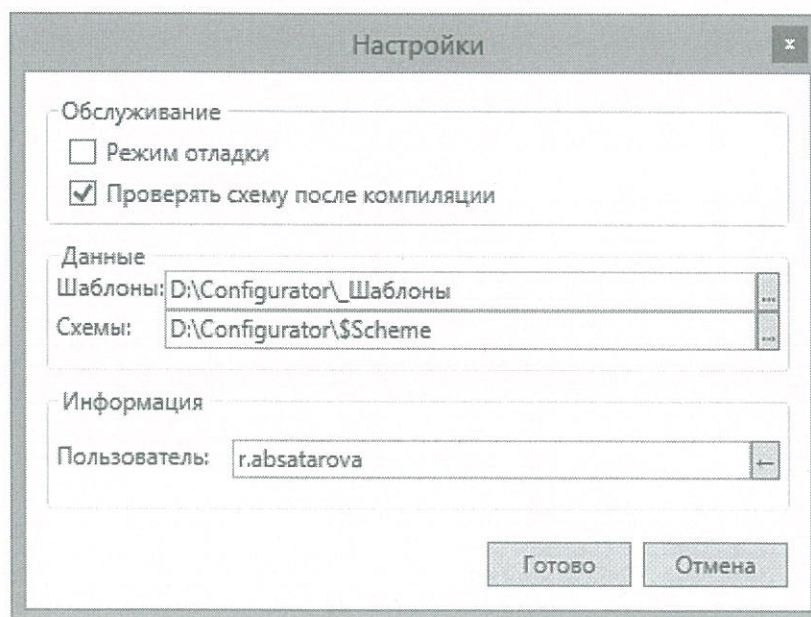 Настройки
x
Обслуживание
Режим отладки
Проверять схему после компиляции
Данные
Шаблоны: D:\Configurator\_Шаблоны ...
Схемы: D:\Configurator\$Scheme ...
Информация
Пользователь: r.absatarova ←
Готово Отмена